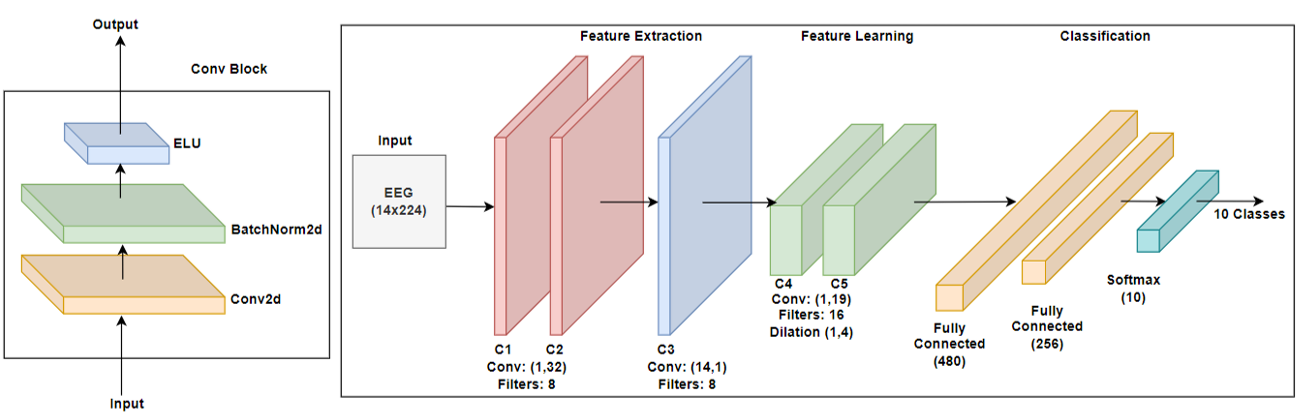 Output
Conv Block
ELU
BatchNorm2d
Conv2d
Input
Feature Extraction
Feature Learning
Classification
Input
EEG
(14x224)
C1
C2
Conv: (1,32)
Filters: 8
C3
Conv: (14,1)
Filters: 8
C4
C5
Conv: (1,19)
Filters: 16
Dilation (1,4)
Fully
Connected
(480)
Fully
Connected
(256)
Softmax
(10)
10 Classes